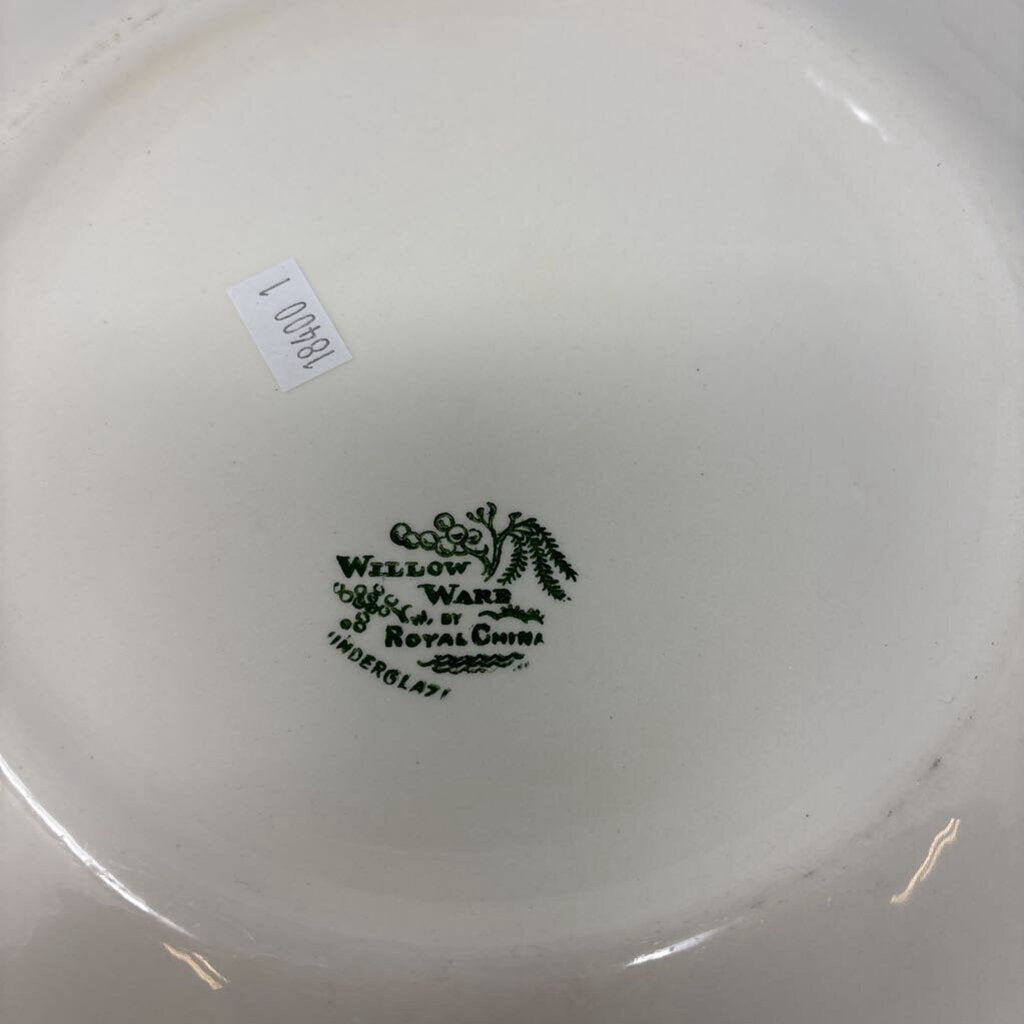 18400 1
WILLOW
WARE
BY
ROYAL CHINA
UNDERGLAZE